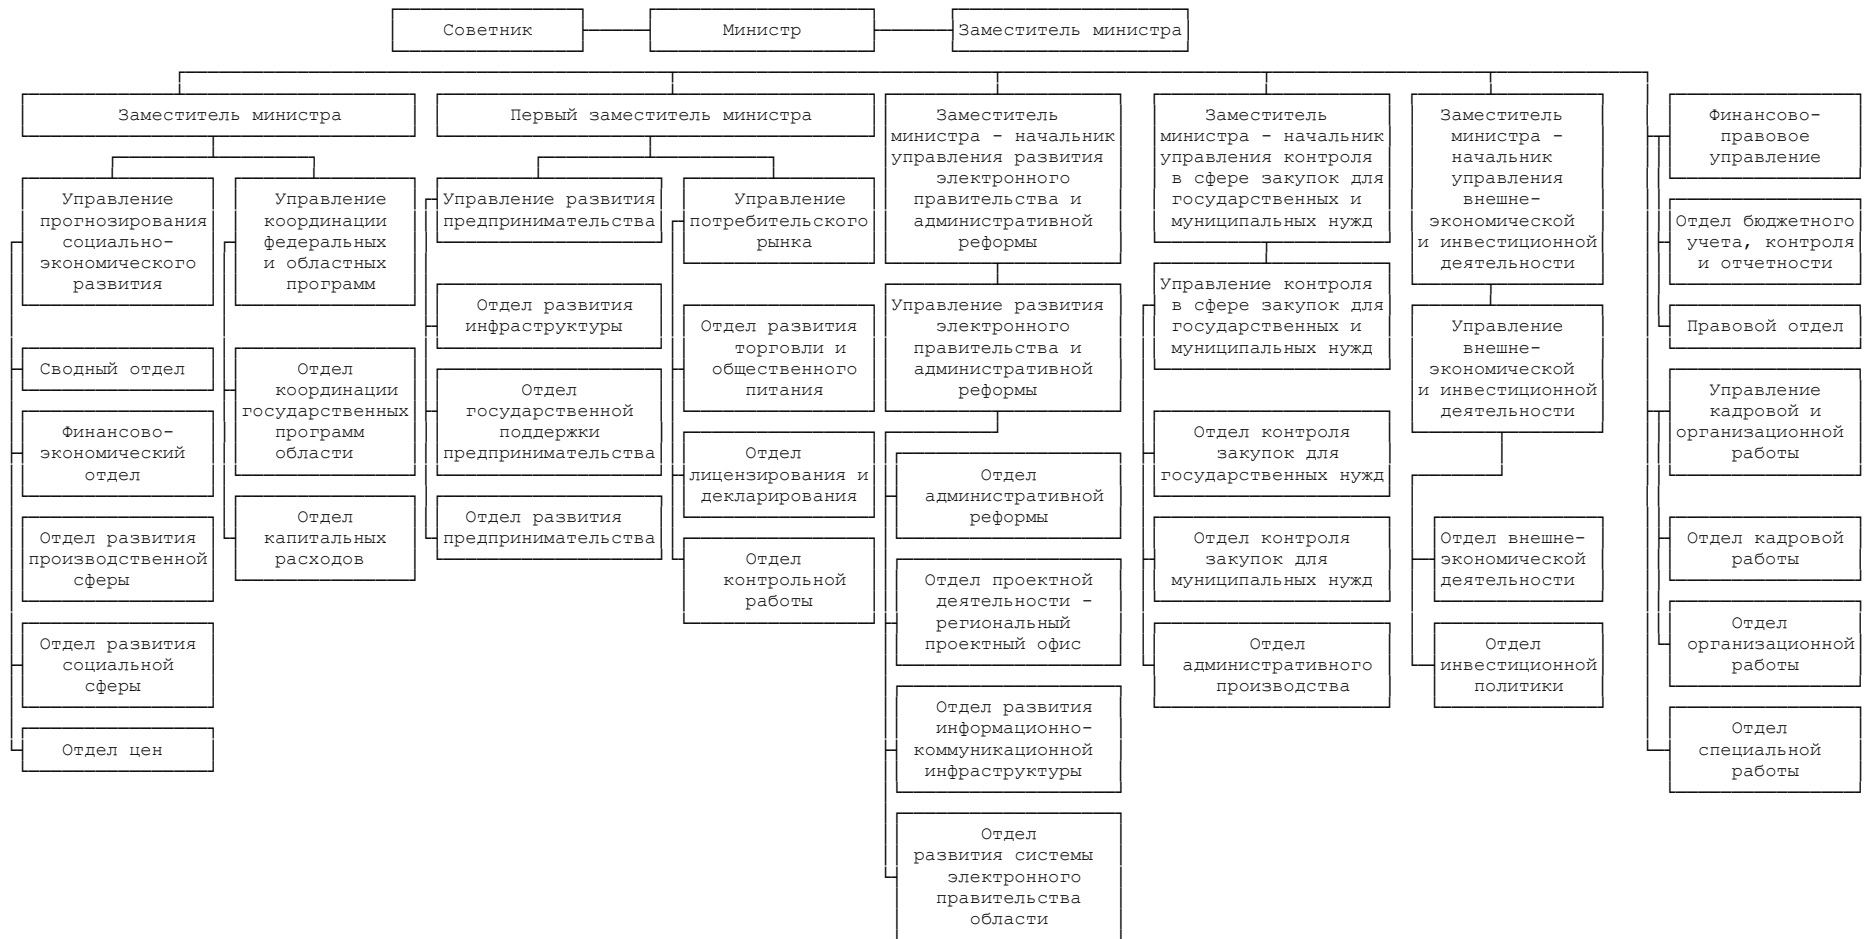 Советник
Министр
Заместитель министра
Заместитель министра
Управление
прогнозирования
социально-
экономического
развития
Сводный отдел
Финансово-
экономический
отдел
Отдел развития
производственной
сферы
Отдел развития
социальной
сферы
Отдел цен
Управление
координации
федеральных
и областных
программ
Отдел
координации
государственных
программ
области
Отдел
капитальных
расходов
Первый заместитель министра
Управление развития
предпринимательства
Отдел развития
инфраструктуры
Отдел
государственной
поддержки
предпринимательства
Отдел развития
предпринимательства
Управление
потребительского
рынка
Отдел развития
торговли и
общественного
питания
Отдел
лицензирования и
декларирования
Отдел
контрольной
работы
Заместитель
министра - начальник
управления развития
электронного
правительства и
административной
реформы
Управление развития
электронного
правительства и
административной
реформы
Отдел
административной
реформы
Отдел проектной
деятельности -
региональный
проектный офис
Отдел развития
информационно-
коммуникационной
инфраструктуры
Отдел
развития системы
электронного
правительства
области
Заместитель
министра - начальник
управления контроля
в сфере закупок для
государственных и
муниципальных нужд
Управление контроля
в сфере закупок для
государственных и
муниципальных нужд
Отдел контроля
закупок для
государственных нужд
Отдел контроля
закупок для
муниципальных нужд
Отдел
административного
производства
Заместитель
министра -
начальник
управления
внешне-
экономической
и инвестиционной
деятельности
Управление
внешне-
экономической
и инвестиционной
деятельности
Отдел внешне-
экономической
деятельности
Отдел
инвестиционной
политики
Финансово-
правовое
управление
Отдел бюджетного
учета, контроля
и отчетности
Правовой отдел
Управление
кадровой и
организационной
работы
Отдел кадровой
работы
Отдел
организационной
работы
Отдел
специальной
работы